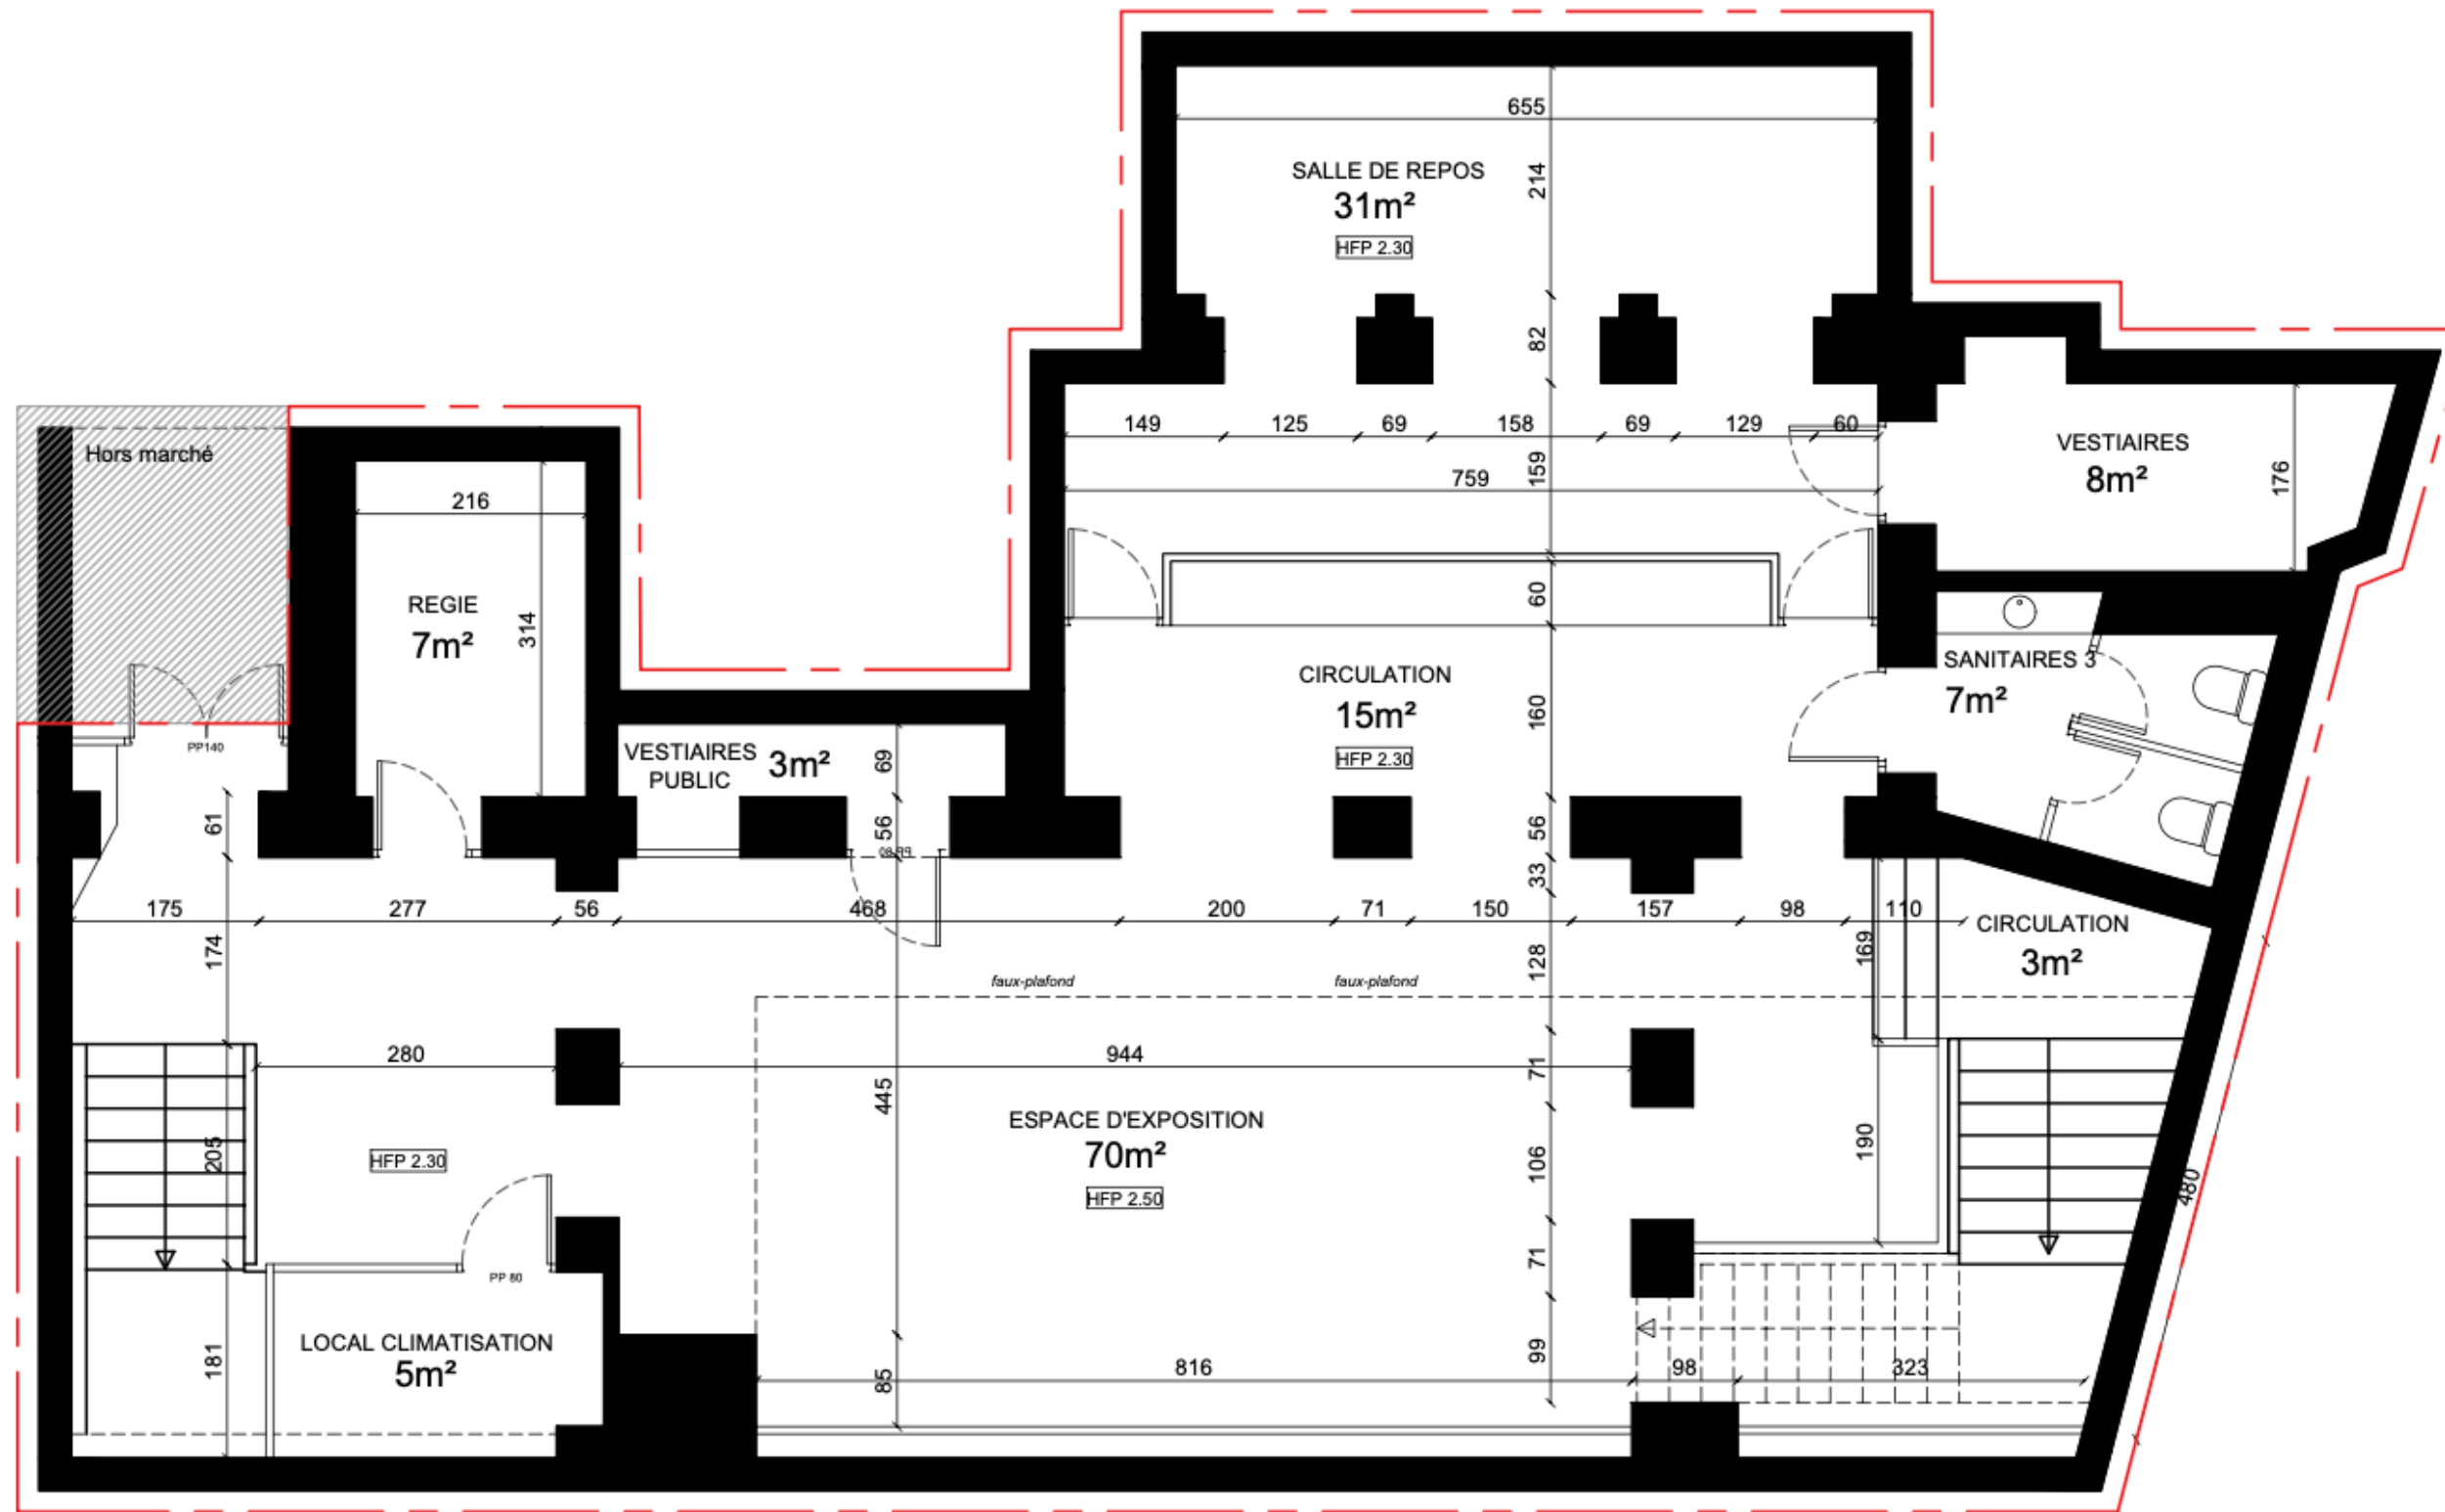 655
SALLE DE REPOS
31m²
HFP 2.30
214
82
149
125
69
158
69
129
60
159
759
VESTIAIRES
8m²
176
Hors marché
216
REGIE
7m²
314
60
SANITAIRES 3
7m²
CIRCULATION
15m²
HFP 2.30
160
PP140
VESTIAIRES
PUBLIC
3m²
69
61
56
56
33
175
277
56
468
200
71
150
157
98
110
CIRCULATION
3m²
174
169
128
faux-plafond
faux-plafond
280
944
71
445
ESPACE D'EXPOSITION
70m²
HFP 2.50
205
HFP 2.30
106
190
480
PP 80
71
LOCAL CLIMATISATION
5m²
181
85
816
99
98
323